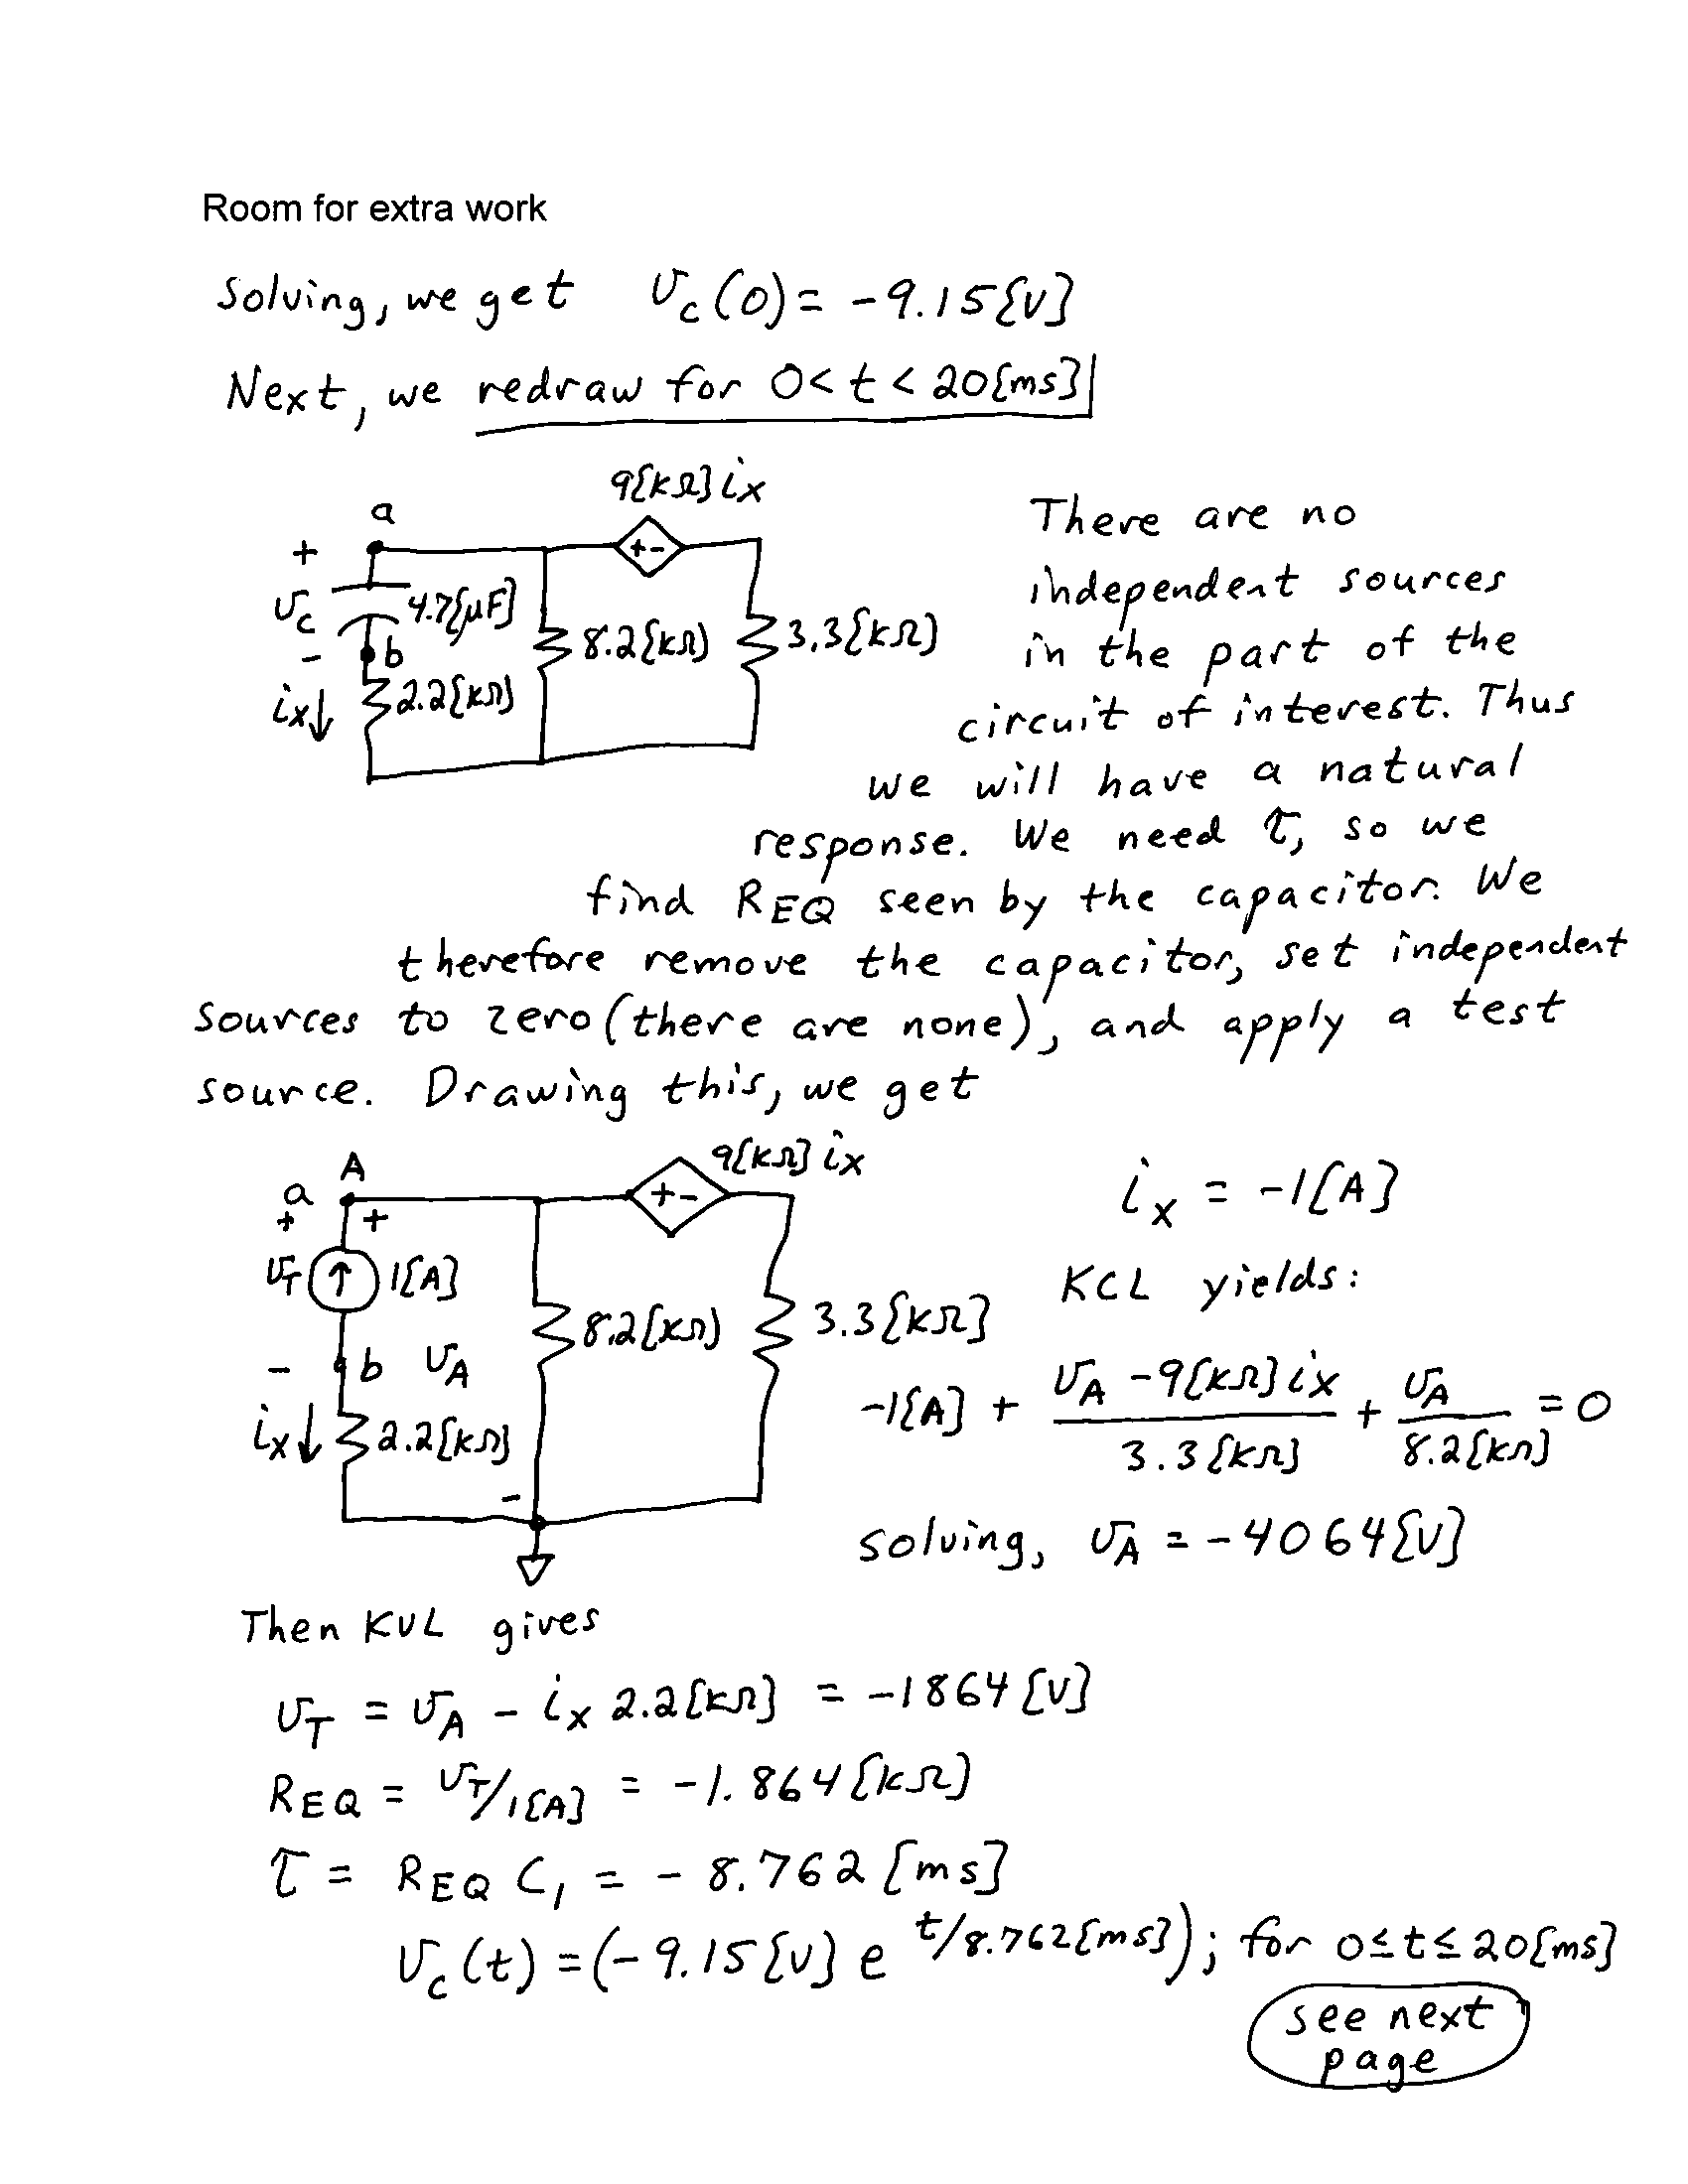 Room for extra work
Solving, we get v_c(0) = -9.15[V]
Next, we redraw for 0 < t < 20[ms]
9[kΩ] i_x
a
+
v_c
4.7[μF]
-
b
i_x↓
2.2[kΩ]
8.2[kΩ]
3.3[kΩ]
+ -
There are no
independent sources
in the part of the
circuit of interest. Thus
we will have a natural
response. We need τ, so we
find R_EQ seen by the capacitor. We
therefore remove the capacitor, set independent
sources to zero (there are none), and apply a test
source. Drawing this, we get
A
9[kΩ] i_x
a
+ +
+ -
v_T ↑ 1[A]
- b v_A
i_x↓ 2.2[kΩ]
8.2[kΩ]
3.3[kΩ]
-
i_x = -1[A]
KCL yields:
-1[A] + (v_A - 9[kΩ] i_x)/3.3[kΩ] + v_A/8.2[kΩ] = 0
solving, v_A = -4064[V]
Then KVL gives
v_T = v_A - i_x 2.2[kΩ] = -1864[V]
R_EQ = v_T/1[A] = -1.864[kΩ]
τ = R_EQ C_1 = -8.762[ms]
v_c(t) = (-9.15[V] e^t/8.762[ms]); for 0≤t≤20[ms]
see next
page